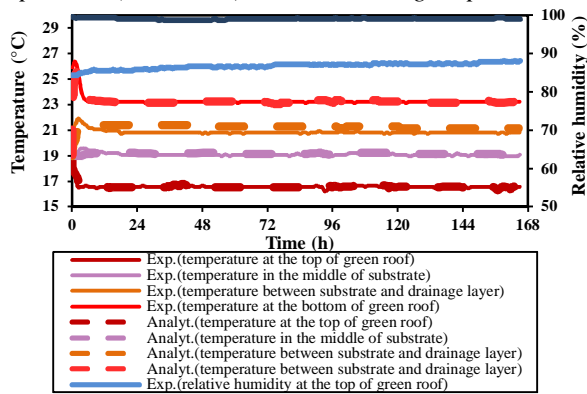 29
27
25
23
21
19
17
15
Temperature (°C)
100
90
80
70
60
50
Relative humidity (%)
0 24 48 72 96 120 144 168
Time (h)
Exp.(temperature at the top of green roof)
Exp.(temperature in the middle of substrate)
Exp.(temperature between substrate and drainage layer)
Exp.(temperature at the bottom of green roof)
Analyt.(temperature at the top of green roof)
Analyt.(temperature in the middle of substrate)
Analyt.(temperature between substrate and drainage layer)
Analyt.(temperature between substrate and drainage layer)
Exp.(relative humidity at the top of green roof)